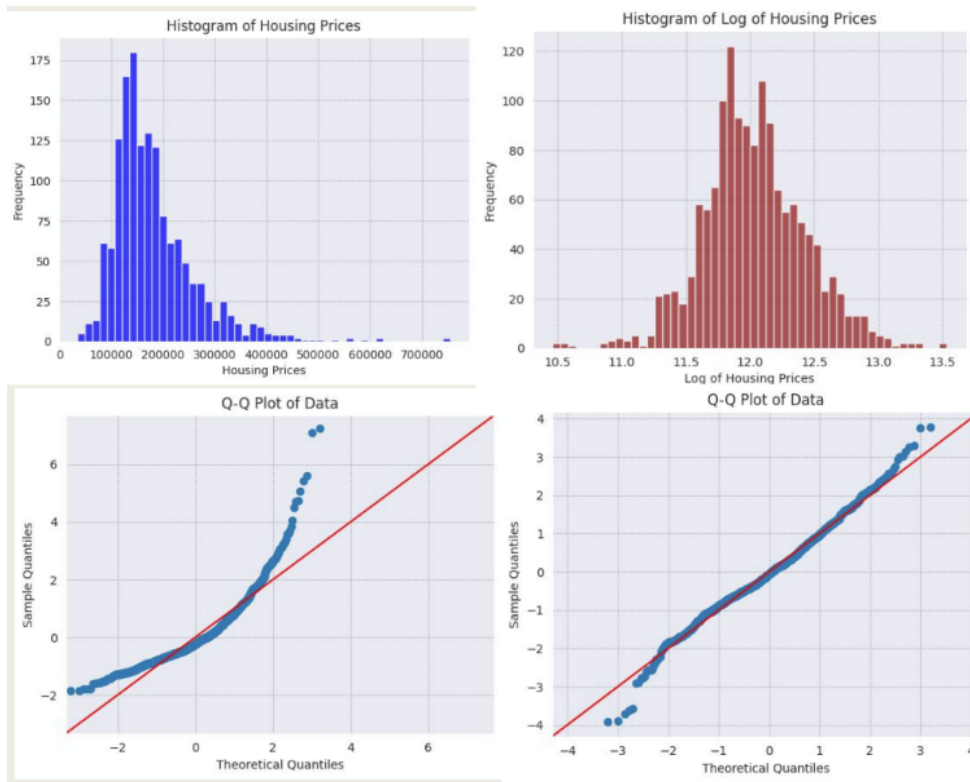 Histogram of Housing Prices
175
150
125
100
75
50
25
0
Frequency
0 100000 200000 300000 400000 500000 600000 700000
Housing Prices
Histogram of Log of Housing Prices
120
100
80
60
40
20
0
Frequency
10.5 11.0 11.5 12.0 12.5 13.0 13.5
Log of Housing Prices
Q-Q Plot of Data
6
4
2
0
−2
Sample Quantiles
−2 0 2 4 6
Theoretical Quantiles
Q-Q Plot of Data
4
3
2
1
0
−1
−2
−3
−4
Sample Quantiles
−4 −3 −2 −1 0 1 2 3 4
Theoretical Quantiles